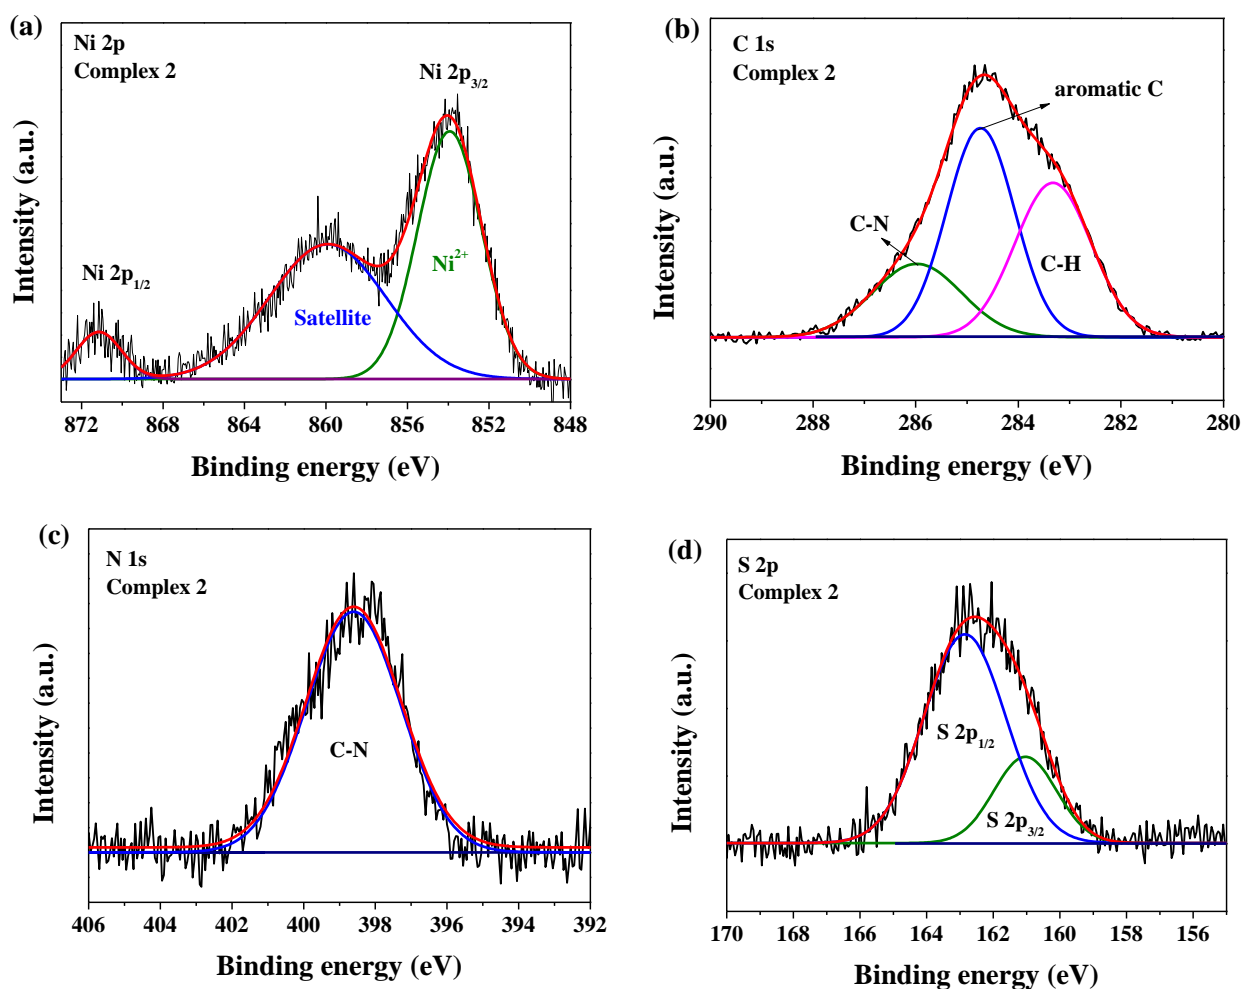 (a)
Ni 2p
Complex 2
Ni 2p3/2
Ni 2p1/2
Ni2+
Satellite
Intensity (a.u.)
872 868 864 860 856 852 848
Binding energy (eV)
(b)
C 1s
Complex 2
aromatic C
C-N
C-H
Intensity (a.u.)
290 288 286 284 282 280
Binding energy (eV)
(c)
N 1s
Complex 2
C-N
Intensity (a.u.)
406 404 402 400 398 396 394 392
Binding energy (eV)
(d)
S 2p
Complex 2
S 2p1/2
S 2p3/2
Intensity (a.u.)
170 168 166 164 162 160 158 156
Binding energy (eV)